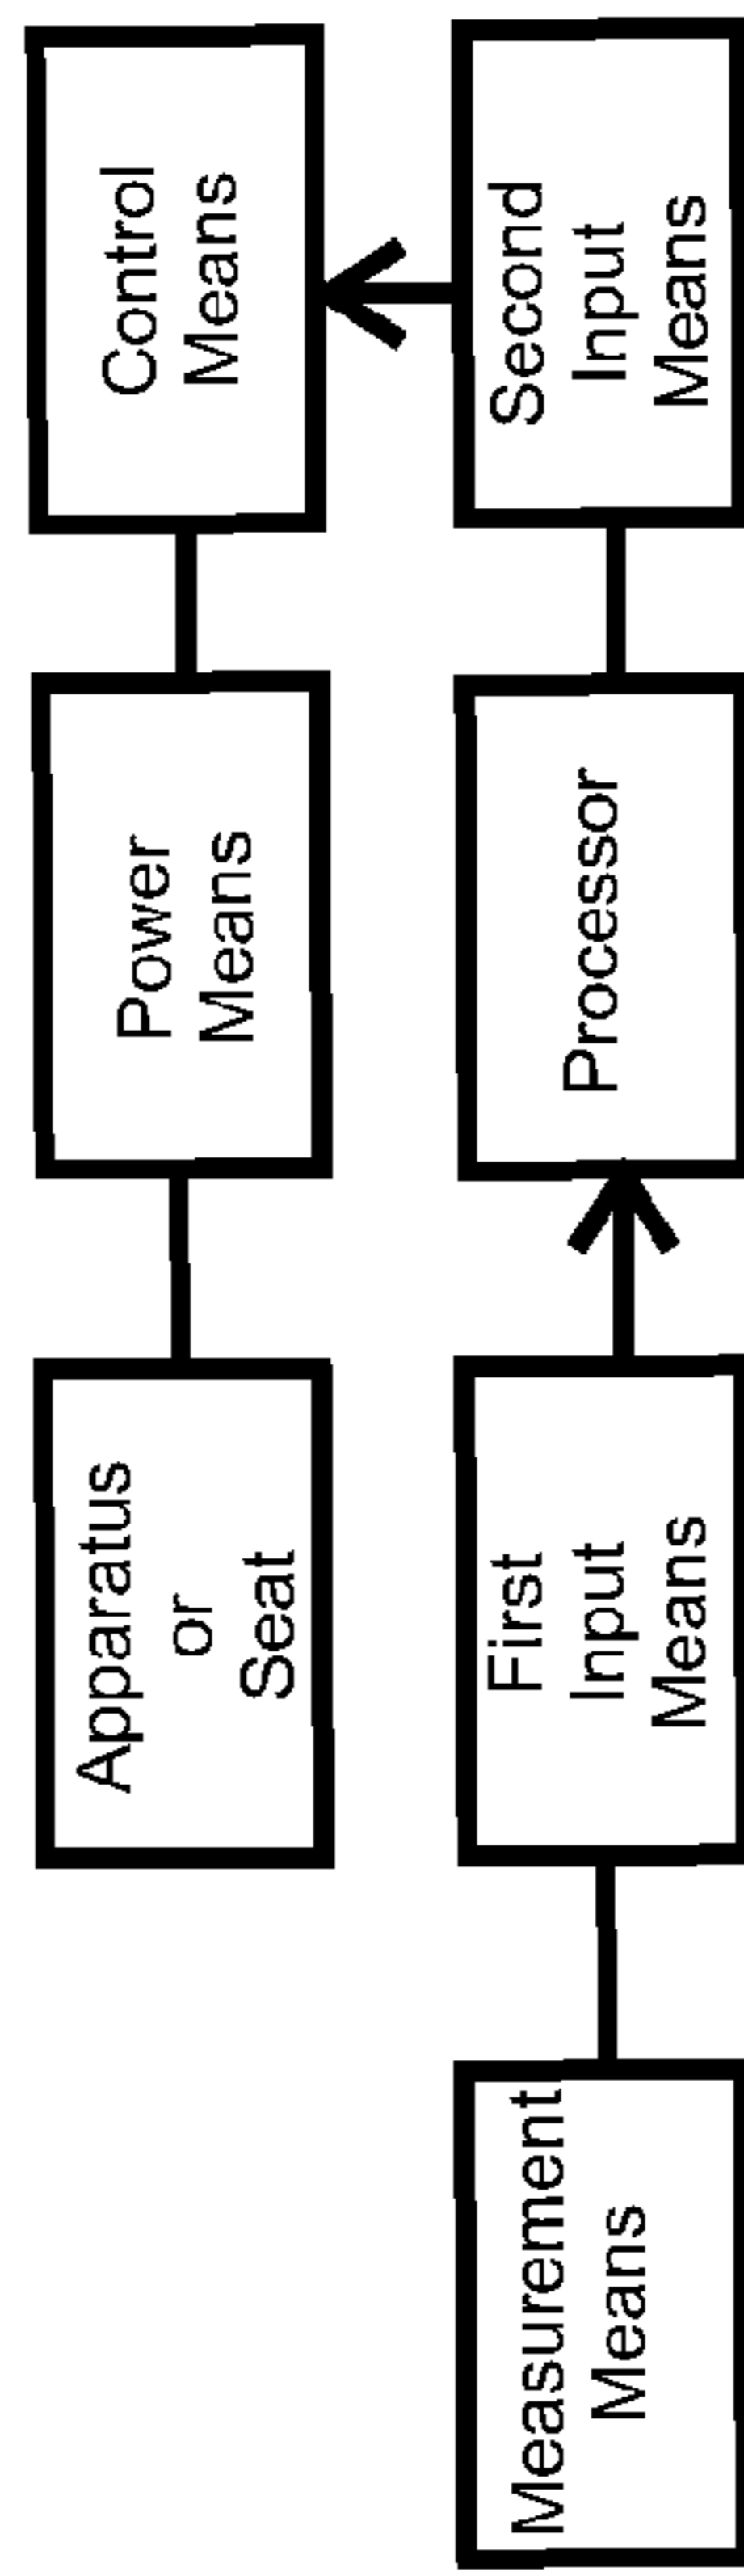 Apparatus
or
Seat
Power
Means
Control
Means
Measurement
Means
First
Input
Means
Processor
Second
Input
Means